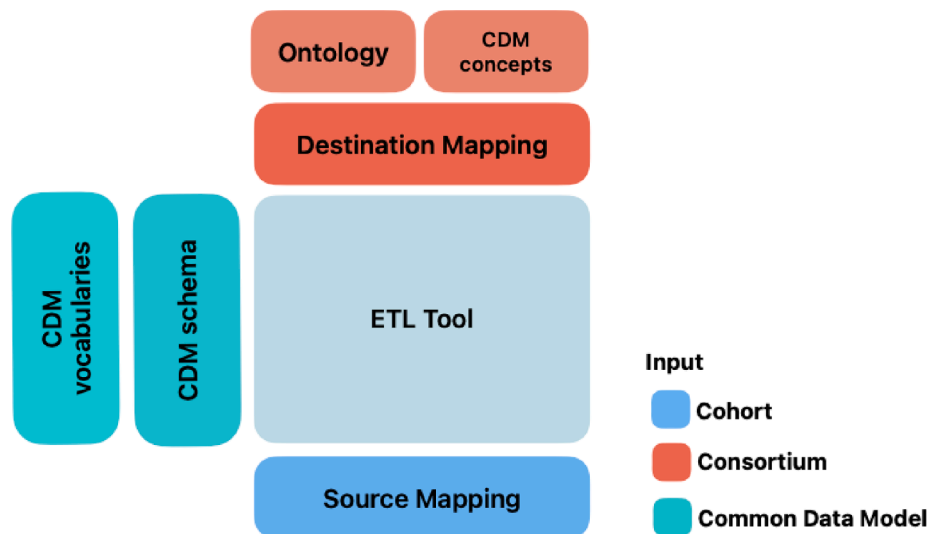 Ontology
CDM
concepts
Destination Mapping
CDM
vocabularies
CDM schema
ETL Tool
Source Mapping
Input
Cohort
Consortium
Common Data Model